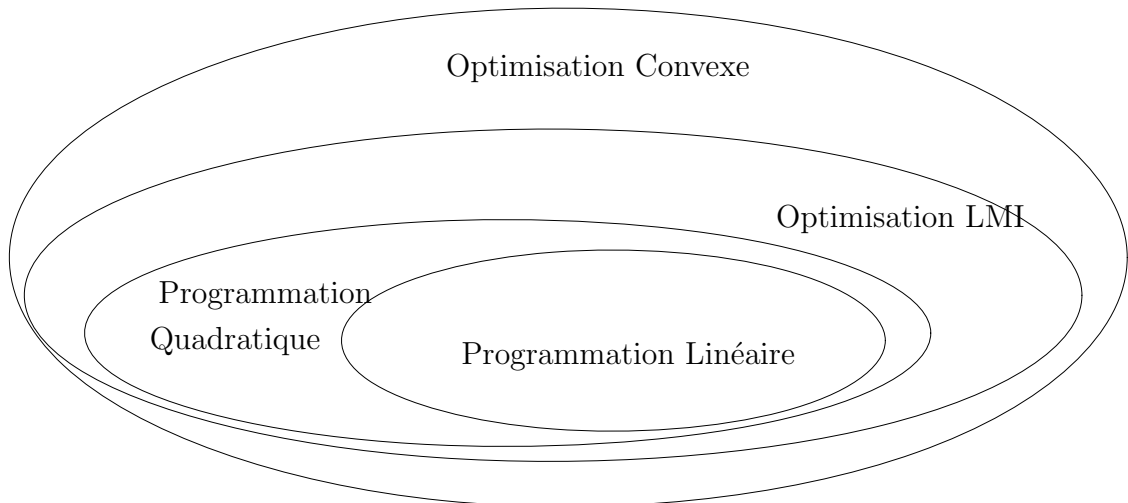 Optimisation Convexe
Optimisation LMI
Programmation
Quadratique
Programmation Linéaire